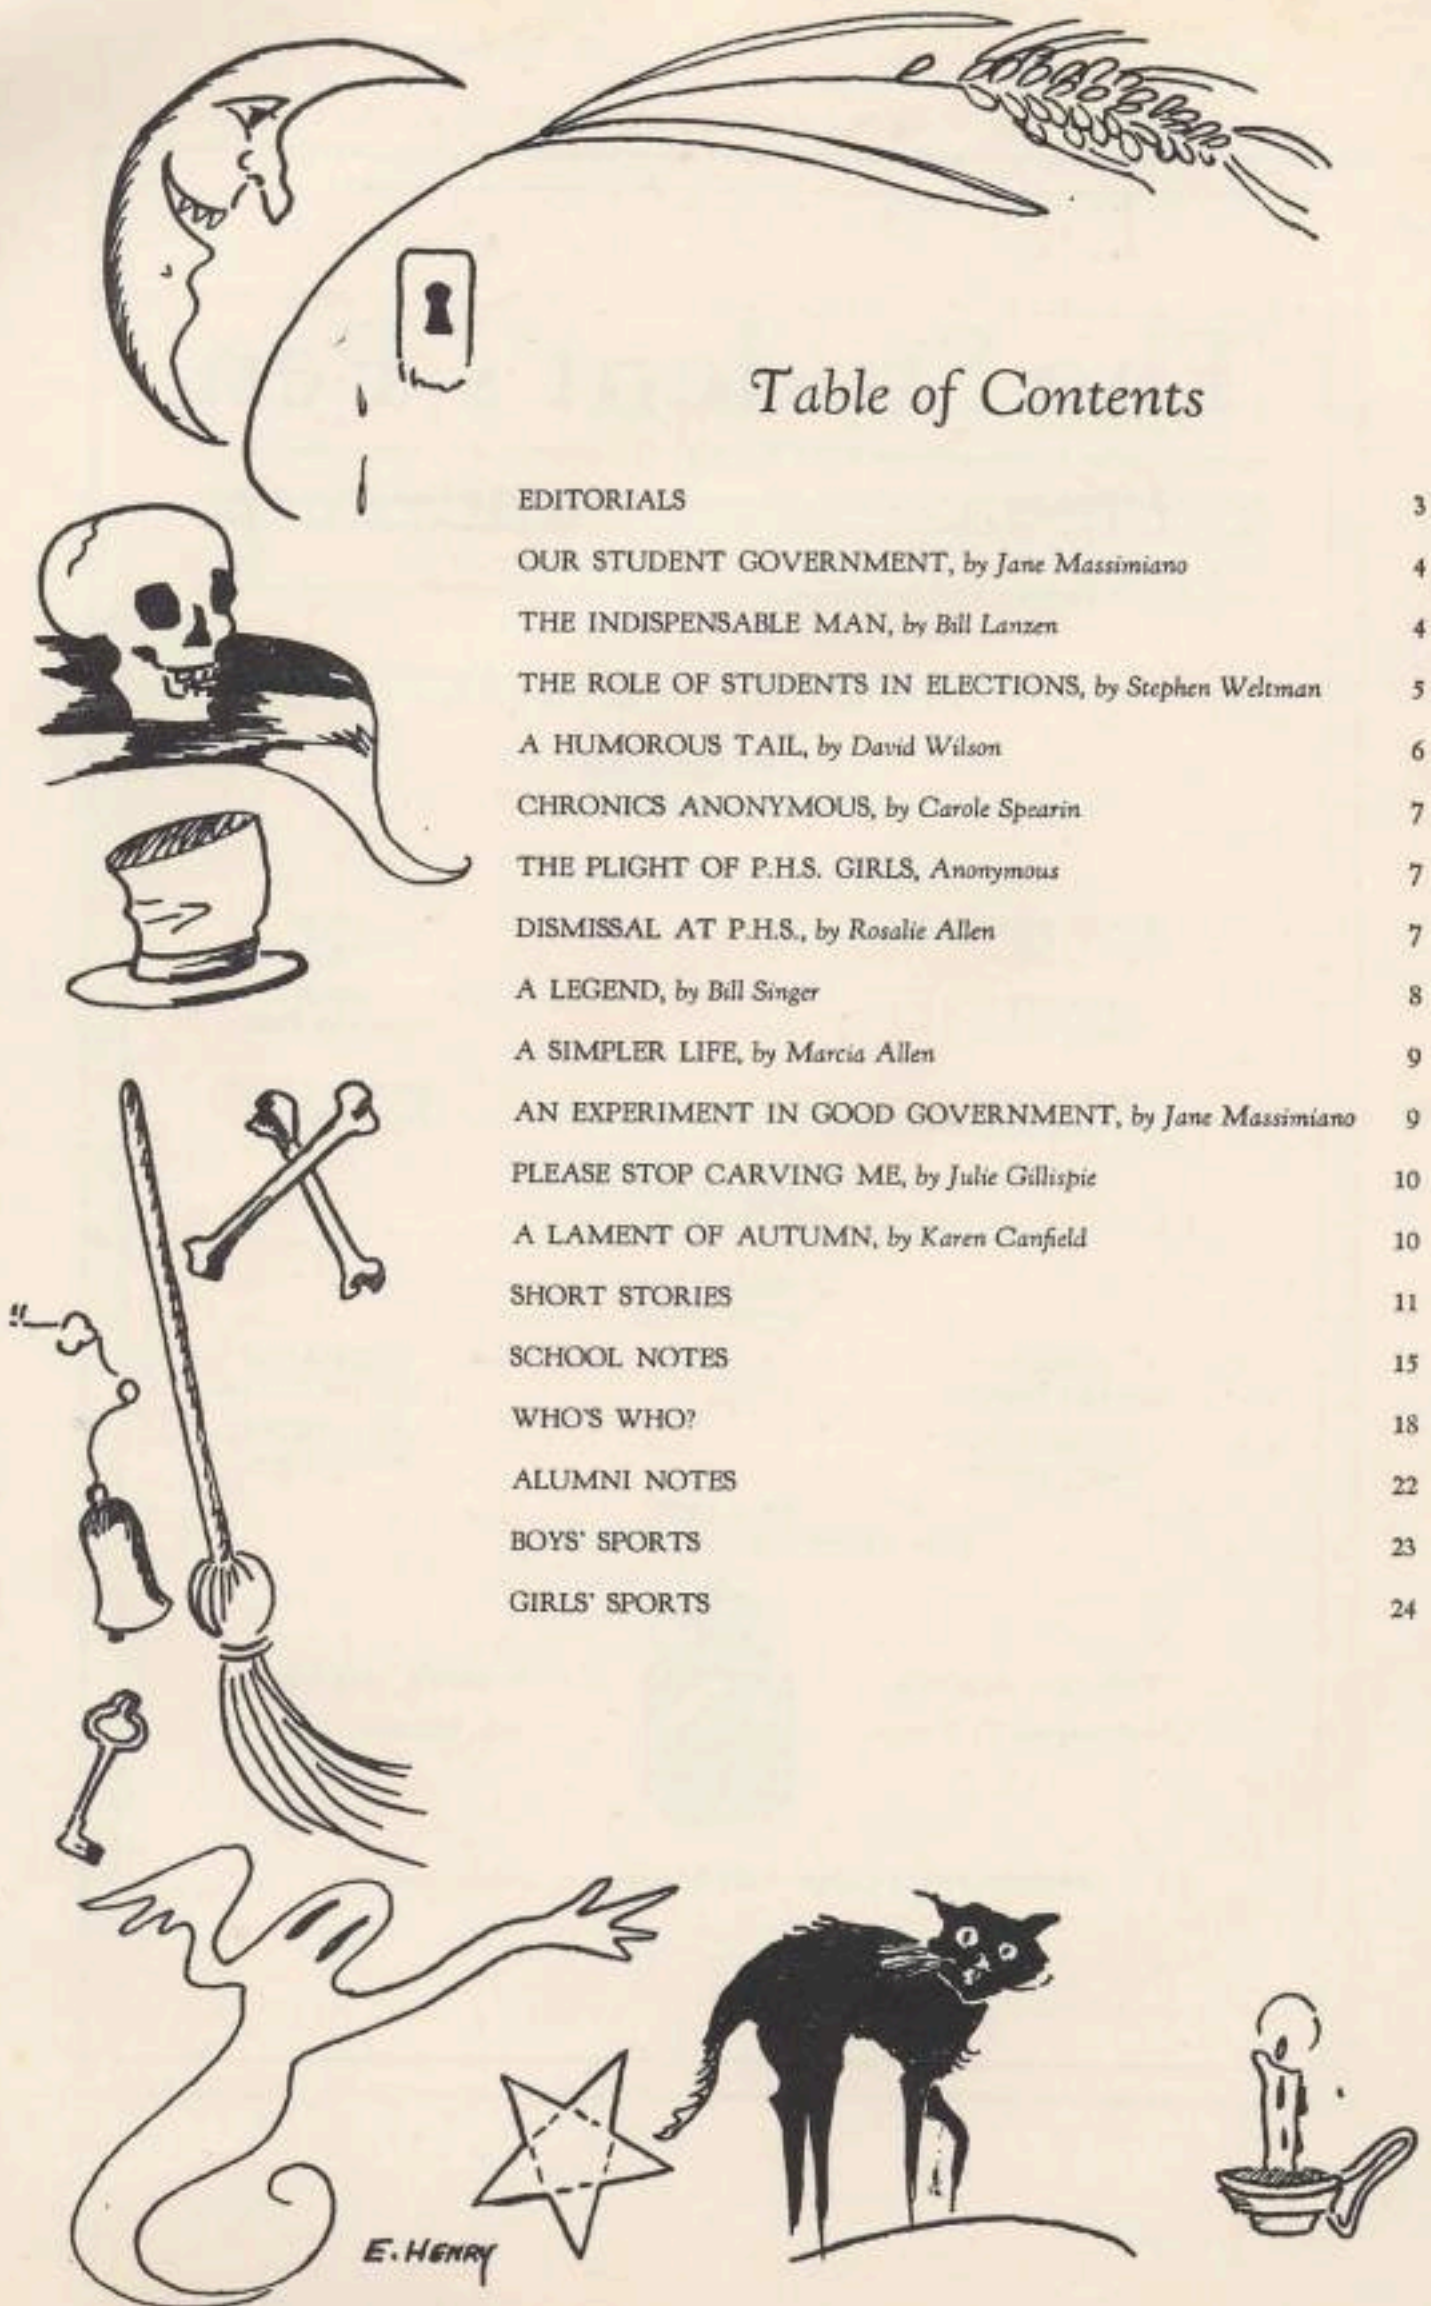 Table of Contents
EDITORIALS 3
OUR STUDENT GOVERNMENT, by Jane Massimiano 4
THE INDISPENSABLE MAN, by Bill Lanzen 4
THE ROLE OF STUDENTS IN ELECTIONS, by Stephen Weltman 5
A HUMOROUS TAIL, by David Wilson 6
CHRONICS ANONYMOUS, by Carole Spearin 7
THE PLIGHT OF P.H.S. GIRLS, Anonymous 7
DISMISSAL AT P.H.S., by Rosalie Allen 7
A LEGEND, by Bill Singer 8
A SIMPLER LIFE, by Marcia Allen 9
AN EXPERIMENT IN GOOD GOVERNMENT, by Jane Massimiano 9
PLEASE STOP CARVING ME, by Julie Gillispie 10
A LAMENT OF AUTUMN, by Karen Canfield 10
SHORT STORIES 11
SCHOOL NOTES 15
WHO'S WHO? 18
ALUMNI NOTES 22
BOYS' SPORTS 23
GIRLS' SPORTS 24
E. HENRY